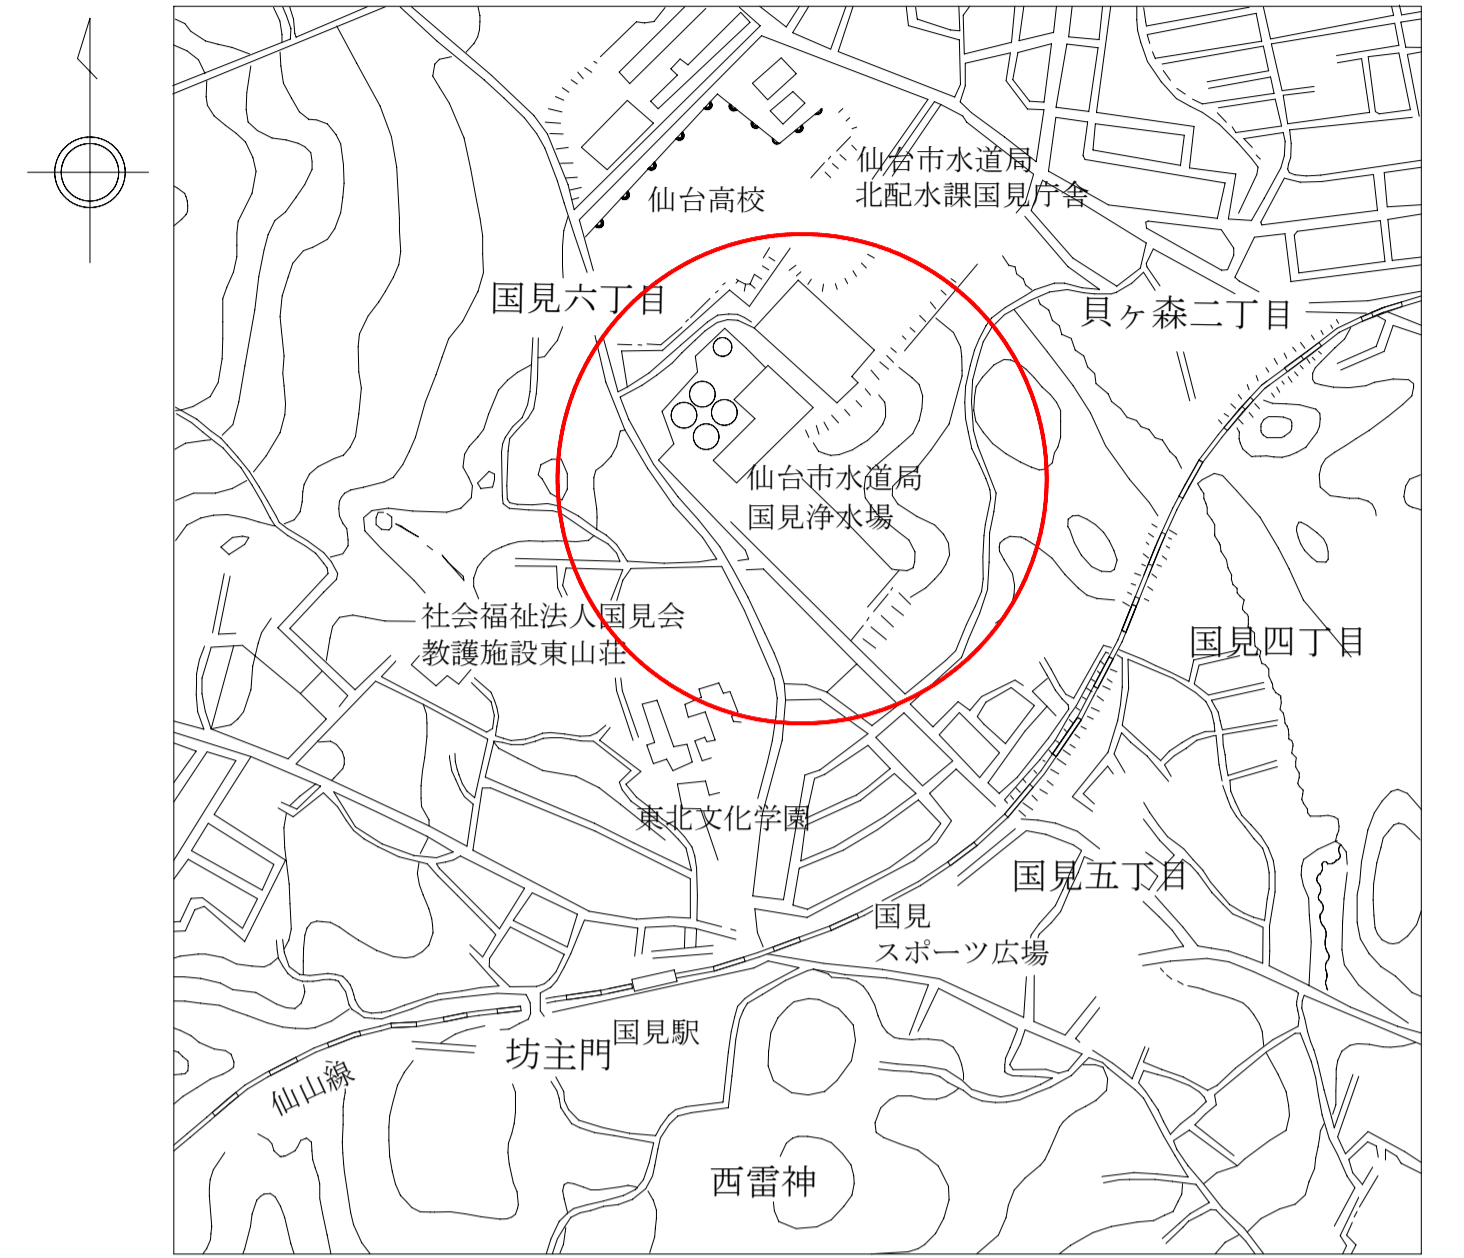 仙台市水道局
北配水課国見庁舎
仙台高校
国見六丁目
貝ヶ森二丁目
仙台市水道局
国見浄水場
社会福祉法人国見会
教護施設東山荘
国見四丁目
東北文化学園
国見五丁目
国見
スポーツ広場
国見駅
坊主門
仙山線
西雷神